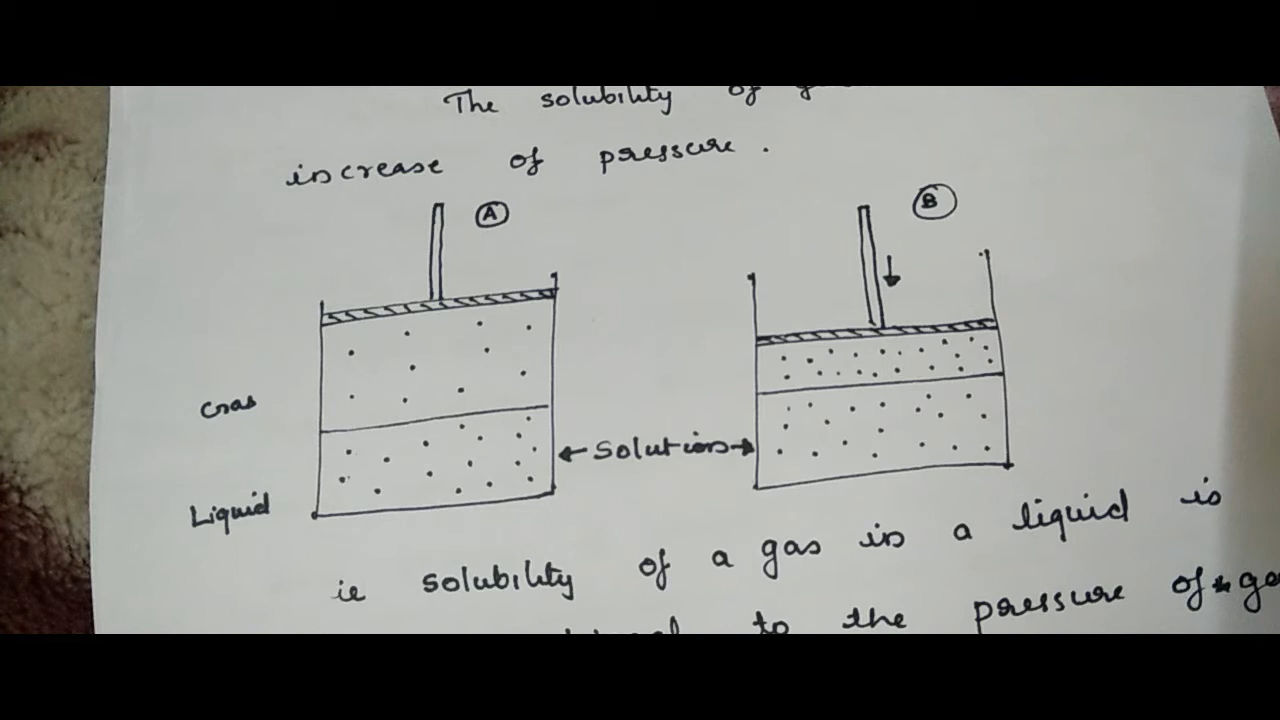 The solubility of
increase of pressure.
A
B
Gas
←Solution→
Liquid
ie solubility of a gas in a liquid is
to the pressure of